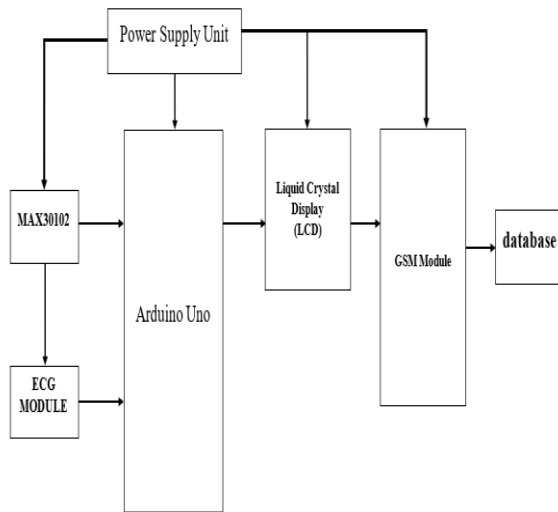 Power Supply Unit
MAX30102
ECG
MODULE
Arduino Uno
Liquid Crystal
Display
(LCD)
GSM Module
database